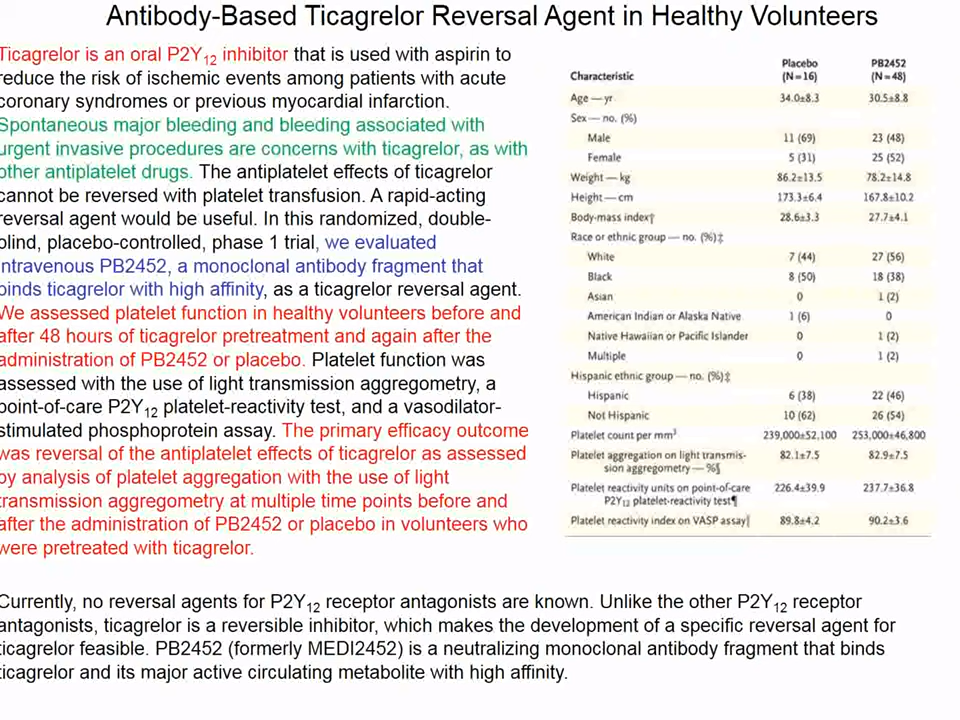 Antibody-Based Ticagrelor Reversal Agent in Healthy Volunteers
Ticagrelor is an oral P2Y12 inhibitor that is used with aspirin to
reduce the risk of ischemic events among patients with acute
coronary syndromes or previous myocardial infarction.
Spontaneous major bleeding and bleeding associated with
urgent invasive procedures are concerns with ticagrelor, as with
other antiplatelet drugs. The antiplatelet effects of ticagrelor
cannot be reversed with platelet transfusion. A rapid-acting
reversal agent would be useful. In this randomized, double-
blind, placebo-controlled, phase 1 trial, we evaluated
intravenous PB2452, a monoclonal antibody fragment that
binds ticagrelor with high affinity, as a ticagrelor reversal agent.
We assessed platelet function in healthy volunteers before and
after 48 hours of ticagrelor pretreatment and again after the
administration of PB2452 or placebo. Platelet function was
assessed with the use of light transmission aggregometry, a
point-of-care P2Y12 platelet-reactivity test, and a vasodilator-
stimulated phosphoprotein assay. The primary efficacy outcome
was reversal of the antiplatelet effects of ticagrelor as assessed
by analysis of platelet aggregation with the use of light
transmission aggregometry at multiple time points before and
after the administration of PB2452 or placebo in volunteers who
were pretreated with ticagrelor.
Characteristic Placebo (N=16) PB2452 (N=48)
Age — yr 34.0±8.3 30.5±8.8
Sex — no. (%)
Male 11 (69) 23 (48)
Female 5 (31) 25 (52)
Weight — kg 86.2±13.5 78.2±14.8
Height — cm 173.3±6.4 167.8±10.2
Body-mass index† 28.6±3.3 27.7±4.1
Race or ethnic group — no. (%)‡
White 7 (44) 27 (56)
Black 8 (50) 18 (38)
Asian 0 1 (2)
American Indian or Alaska Native 1 (6) 0
Native Hawaiian or Pacific Islander 0 1 (2)
Multiple 0 1 (2)
Hispanic ethnic group — no. (%)‡
Hispanic 6 (38) 22 (46)
Not Hispanic 10 (62) 26 (54)
Platelet count per mm³ 239,000±52,100 253,000±46,800
Platelet aggregation on light transmis- 82.1±7.5 82.9±7.5
sion aggregometry — %§
Platelet reactivity units on point-of-care 226.4±39.9 237.7±36.8
P2Y12 platelet-reactivity test¶
Platelet reactivity index on VASP assay‖ 89.8±4.2 90.2±3.6
Currently, no reversal agents for P2Y12 receptor antagonists are known. Unlike the other P2Y12 receptor
antagonists, ticagrelor is a reversible inhibitor, which makes the development of a specific reversal agent for
ticagrelor feasible. PB2452 (formerly MEDI2452) is a neutralizing monoclonal antibody fragment that binds
ticagrelor and its major active circulating metabolite with high affinity.